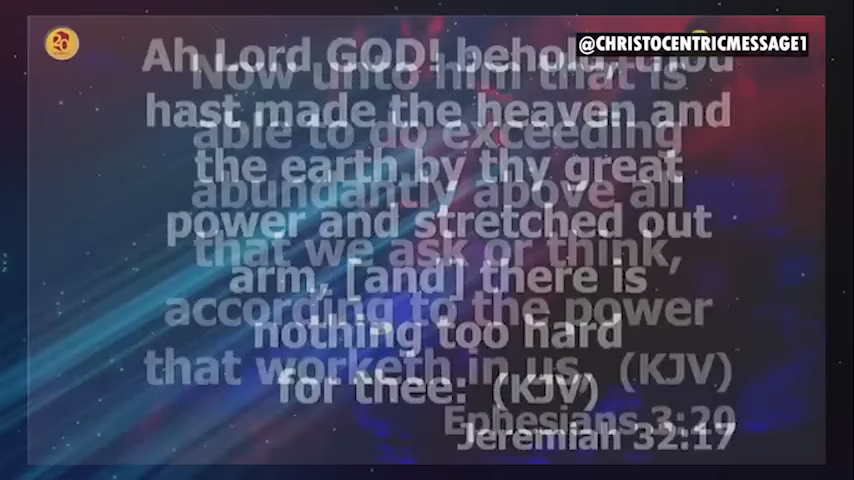 @CHRISTOCENTRICMESSAGE1
Ah Lord GOD! behold, thou
hast made the heaven and
the earth by thy great
power and stretched out
arm, [and] there is
nothing too hard
for thee: (KJV)
Jeremiah 32:17
Now unto him that is
able to do exceeding
abundantly above all
that we ask or think,
according to the power
that worketh in us, (KJV)
Ephesians 3:20